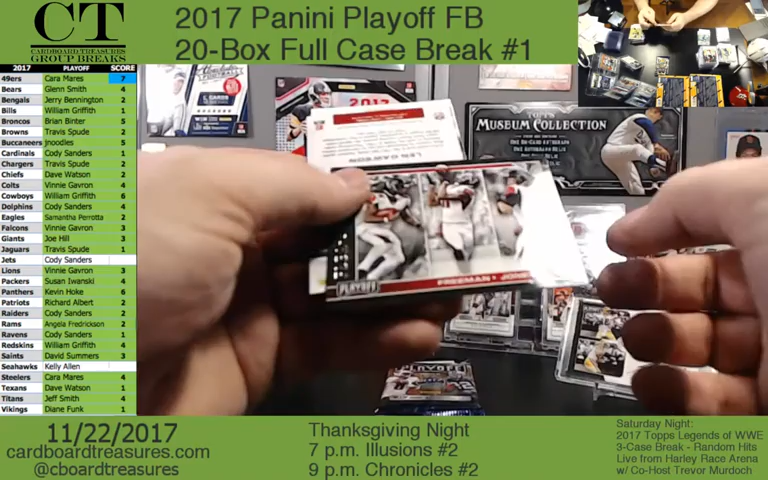 CT
CARDBOARD TREASURES
GROUP BREAKS
2017 Panini Playoff FB
20-Box Full Case Break #1
2017 PLAYOFF SCORE
49ers Cara Mares 7
Bears Glenn Smith 4
Bengals Jerry Bennington 2
Bills William Griffith 1
Broncos Brian Binter 5
Browns Travis Spude 2
Buccaneers Jnoodles 5
Cardinals Cody Sanders 1
Chargers Travis Spude 2
Chiefs Dave Watson 2
Colts Vinnie Gavron 4
Cowboys William Griffith 6
Dolphins Cody Sanders 4
Eagles Samantha Perrotta 2
Falcons Vinnie Gavron 3
Giants Joe Hill 3
Jaguars Travis Spude 1
Jets Cody Sanders
Lions Vinnie Gavron 3
Packers Susan Iwanski 4
Panthers Kevin Hoke 6
Patriots Richard Albert 2
Raiders Cody Sanders 2
Rams Angela Fredrickson 2
Ravens Cody Sanders 1
Redskins William Griffith 4
Saints David Summers 3
Seahawks Kelly Allen
Steelers Cara Mares 4
Texans Dave Watson 1
Titans Jeff Smith 4
Vikings Diane Funk 1
2017
TOPPS
MUSEUM COLLECTION
LEN DAWSON
PLAYOFF
FREEMAN • JONES
PLAYOFF
11/22/2017
cardboardtreasures.com
@cboardtreasures
Thanksgiving Night
7 p.m. Illusions #2
9 p.m. Chronicles #2
Saturday Night:
2017 Topps Legends of WWE
3-Case Break - Random Hits
Live from Harley Race Arena
w/ Co-Host Trevor Murdoch